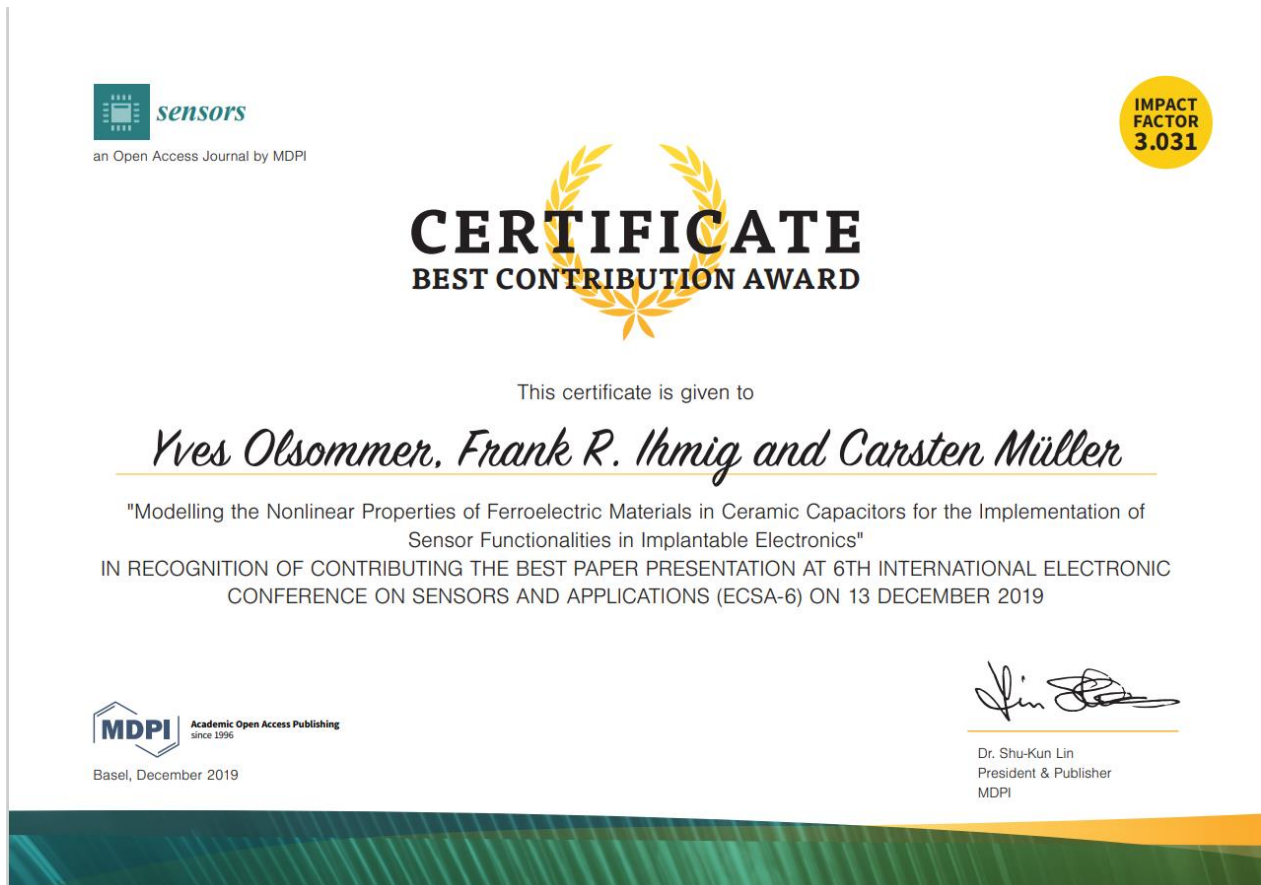 sensors
an Open Access Journal by MDPI
IMPACT
FACTOR
3.031
CERTIFICATE
BEST CONTRIBUTION AWARD
This certificate is given to
Yves Olsommer, Frank R. Ihmig and Carsten Müller
"Modelling the Nonlinear Properties of Ferroelectric Materials in Ceramic Capacitors for the Implementation of
Sensor Functionalities in Implantable Electronics"
IN RECOGNITION OF CONTRIBUTING THE BEST PAPER PRESENTATION AT 6TH INTERNATIONAL ELECTRONIC
CONFERENCE ON SENSORS AND APPLICATIONS (ECSA-6) ON 13 DECEMBER 2019
MDPI
Academic Open Access Publishing
since 1996
Basel, December 2019
Dr. Shu-Kun Lin
President & Publisher
MDPI